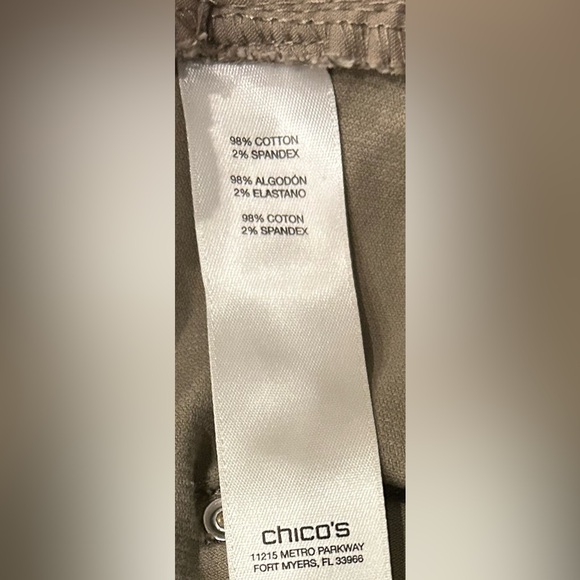 98% COTTON
2% SPANDEX
98% ALGODÓN
2% ELASTANO
98% COTON
2% SPANDEX
chico's
11215 METRO PARKWAY
FORT MYERS, FL 33966